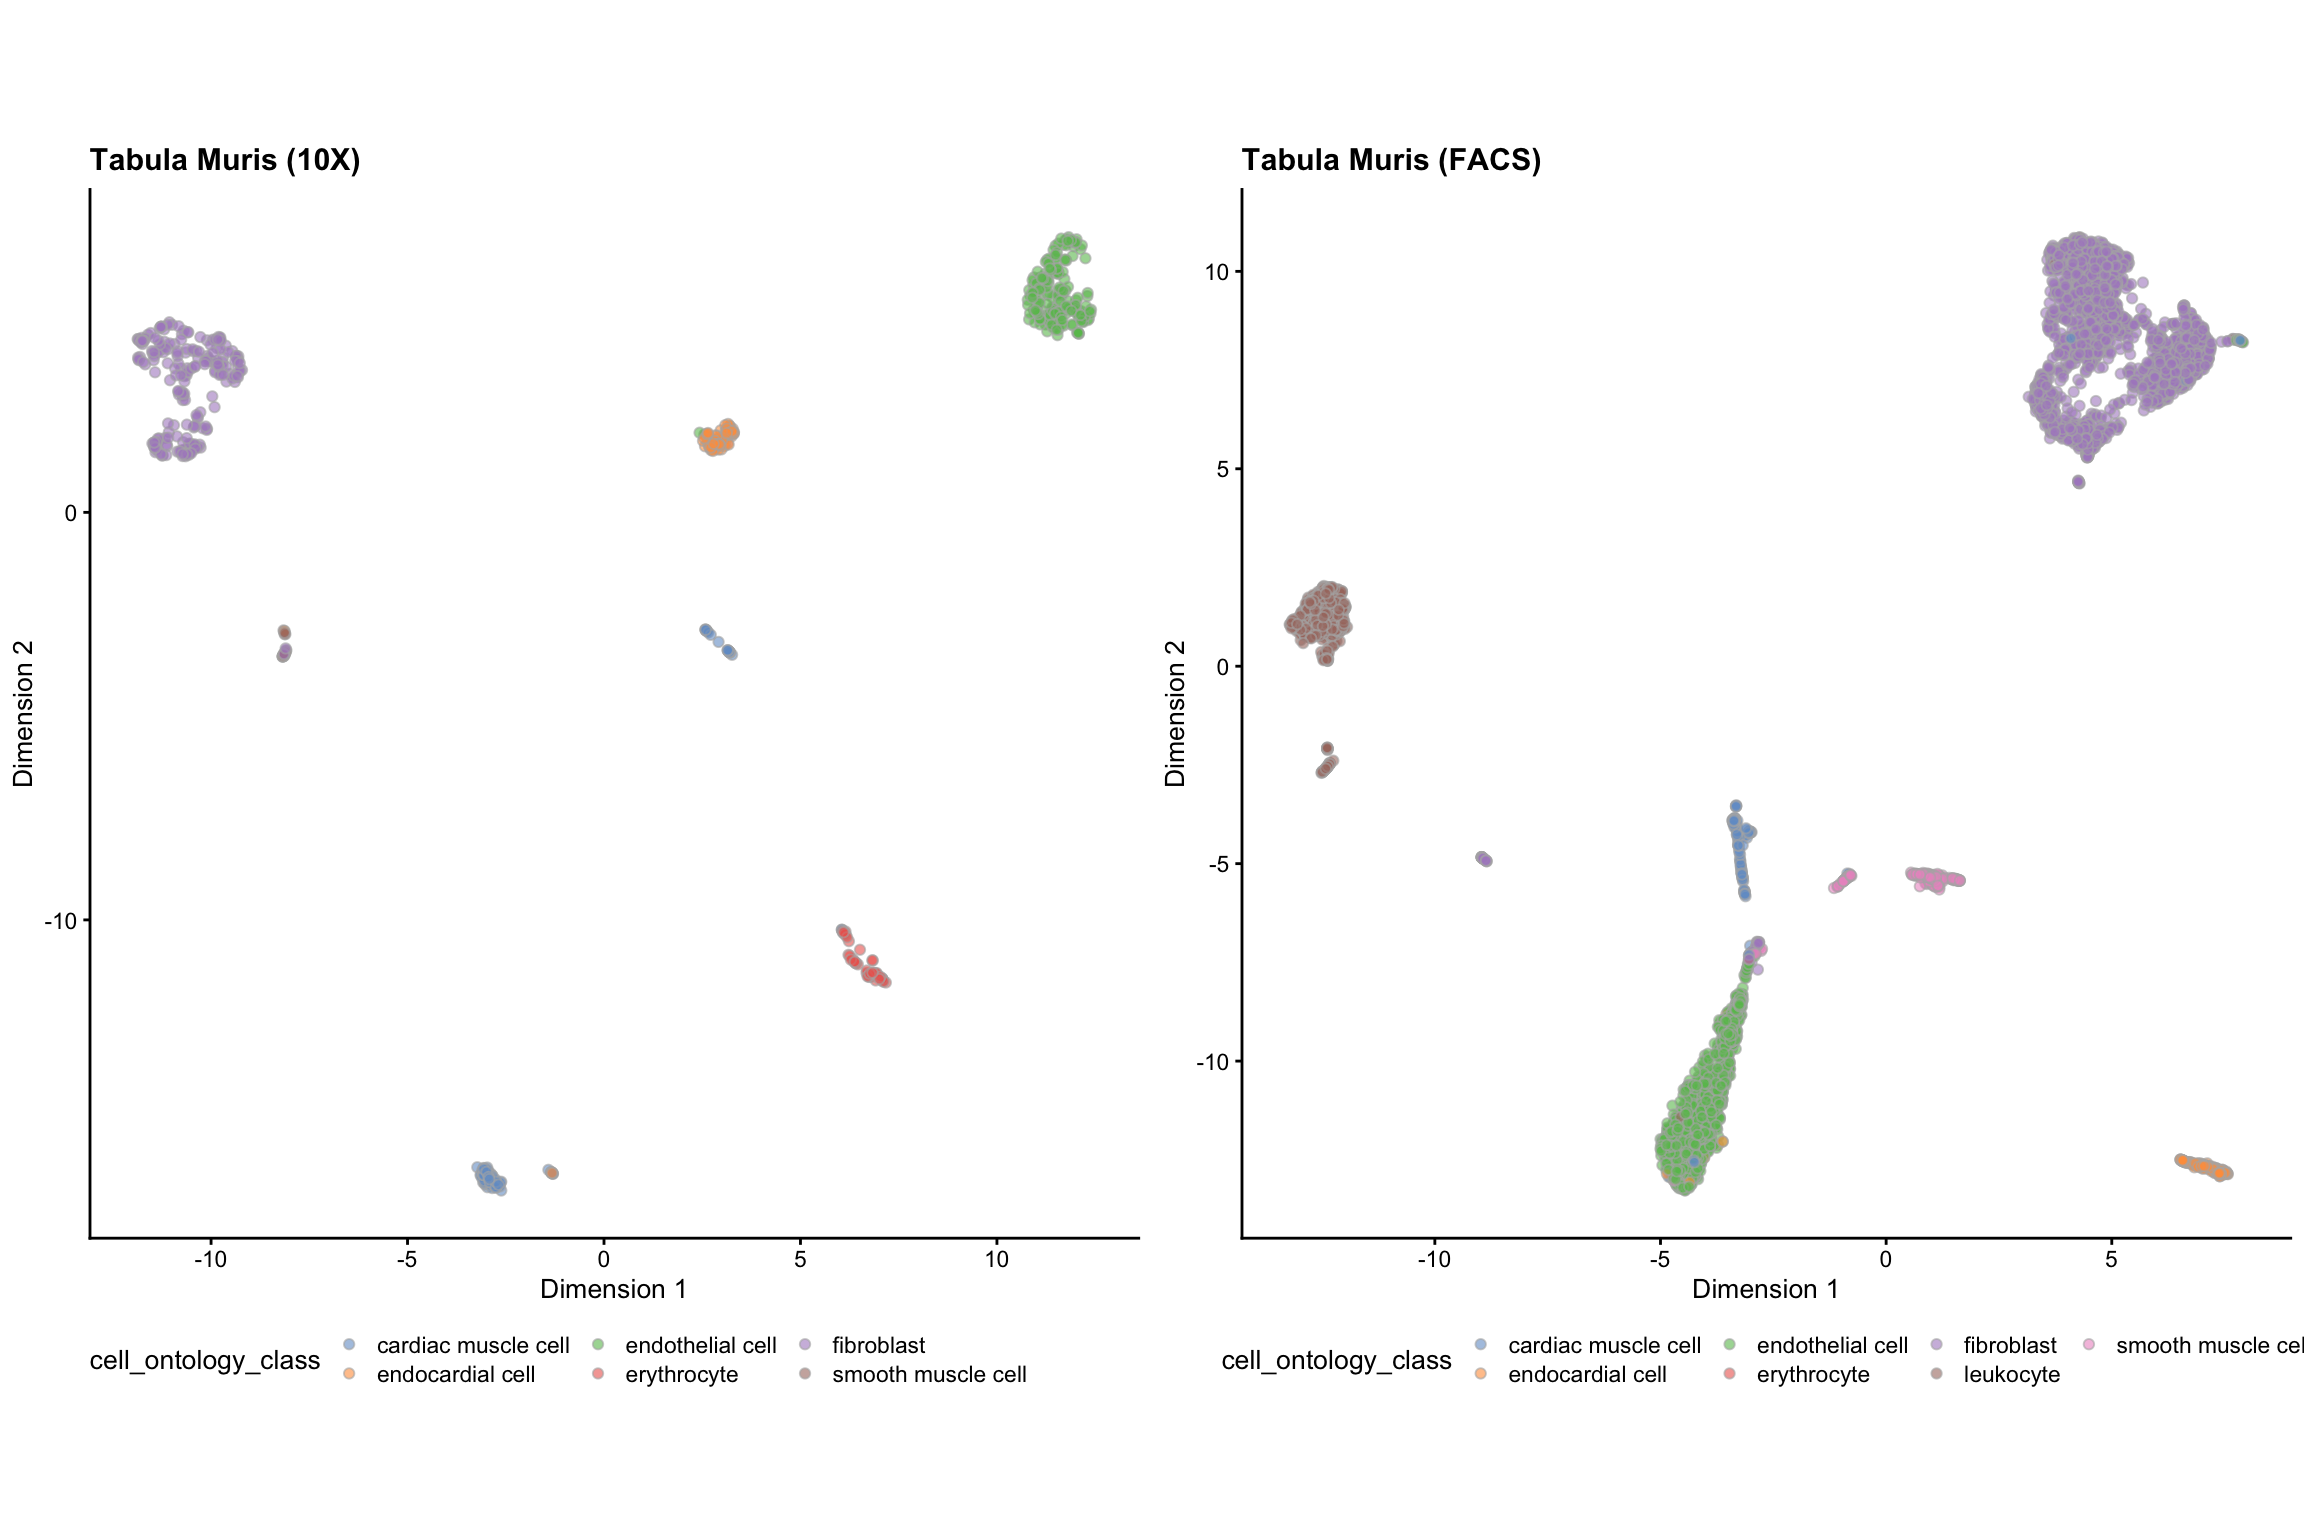 Tabula Muris (10X)
0
-10
Dimension 2
-10
-5
0
5
10
Dimension 1
cell_ontology_class
cardiac muscle cell
endothelial cell
fibroblast
endocardial cell
erythrocyte
smooth muscle cell
Tabula Muris (FACS)
10
5
0
-5
-10
Dimension 2
-10
-5
0
5
Dimension 1
cell_ontology_class
cardiac muscle cell
endothelial cell
fibroblast
smooth muscle
endocardial cell
erythrocyte
leukocyte